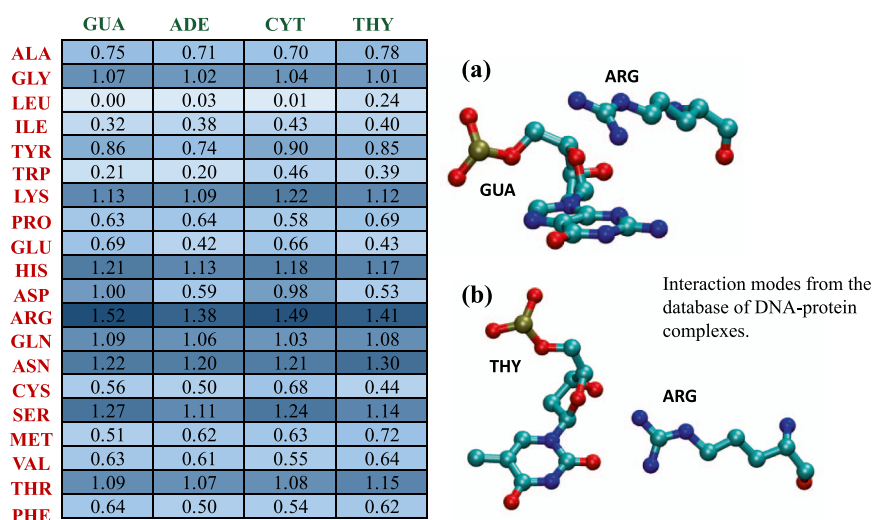 GUA ADE CYT THY
ALA 0.75 0.71 0.70 0.78
GLY 1.07 1.02 1.04 1.01
LEU 0.00 0.03 0.01 0.24
ILE 0.32 0.38 0.43 0.40
TYR 0.86 0.74 0.90 0.85
TRP 0.21 0.20 0.46 0.39
LYS 1.13 1.09 1.22 1.12
PRO 0.63 0.64 0.58 0.69
GLU 0.69 0.42 0.66 0.43
HIS 1.21 1.13 1.18 1.17
ASP 1.00 0.59 0.98 0.53
ARG 1.52 1.38 1.49 1.41
GLN 1.09 1.06 1.03 1.08
ASN 1.22 1.20 1.21 1.30
CYS 0.56 0.50 0.68 0.44
SER 1.27 1.11 1.24 1.14
MET 0.51 0.62 0.63 0.72
VAL 0.63 0.61 0.55 0.64
THR 1.09 1.07 1.08 1.15
PHE 0.64 0.50 0.54 0.62
(a)
ARG
GUA
Interaction modes from the
database of DNA-protein
complexes.
(b)
THY
ARG